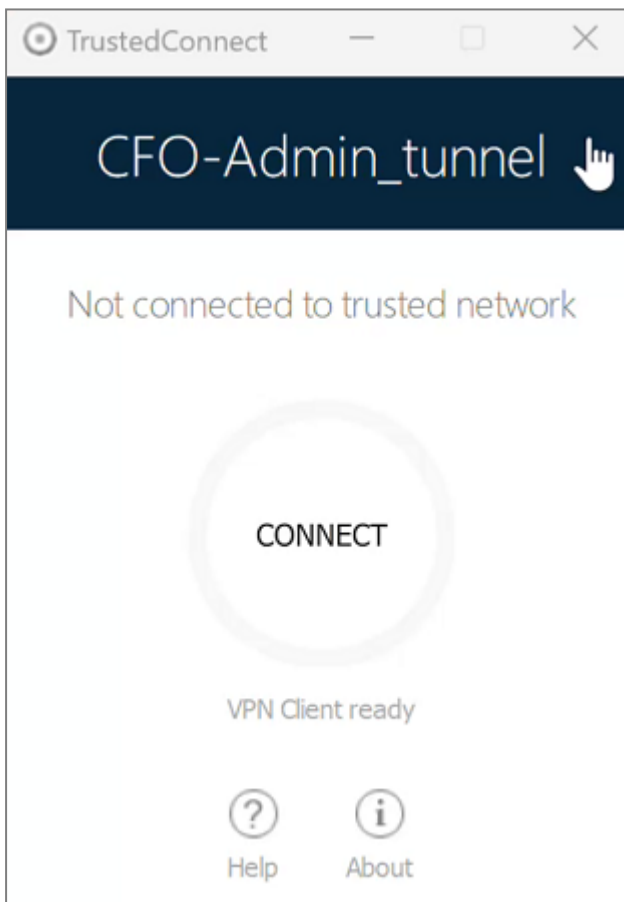 TrustedConnect
CFO-Admin_tunnel
Not connected to trusted network
CONNECT
VPN Client ready
?
i
Help
About